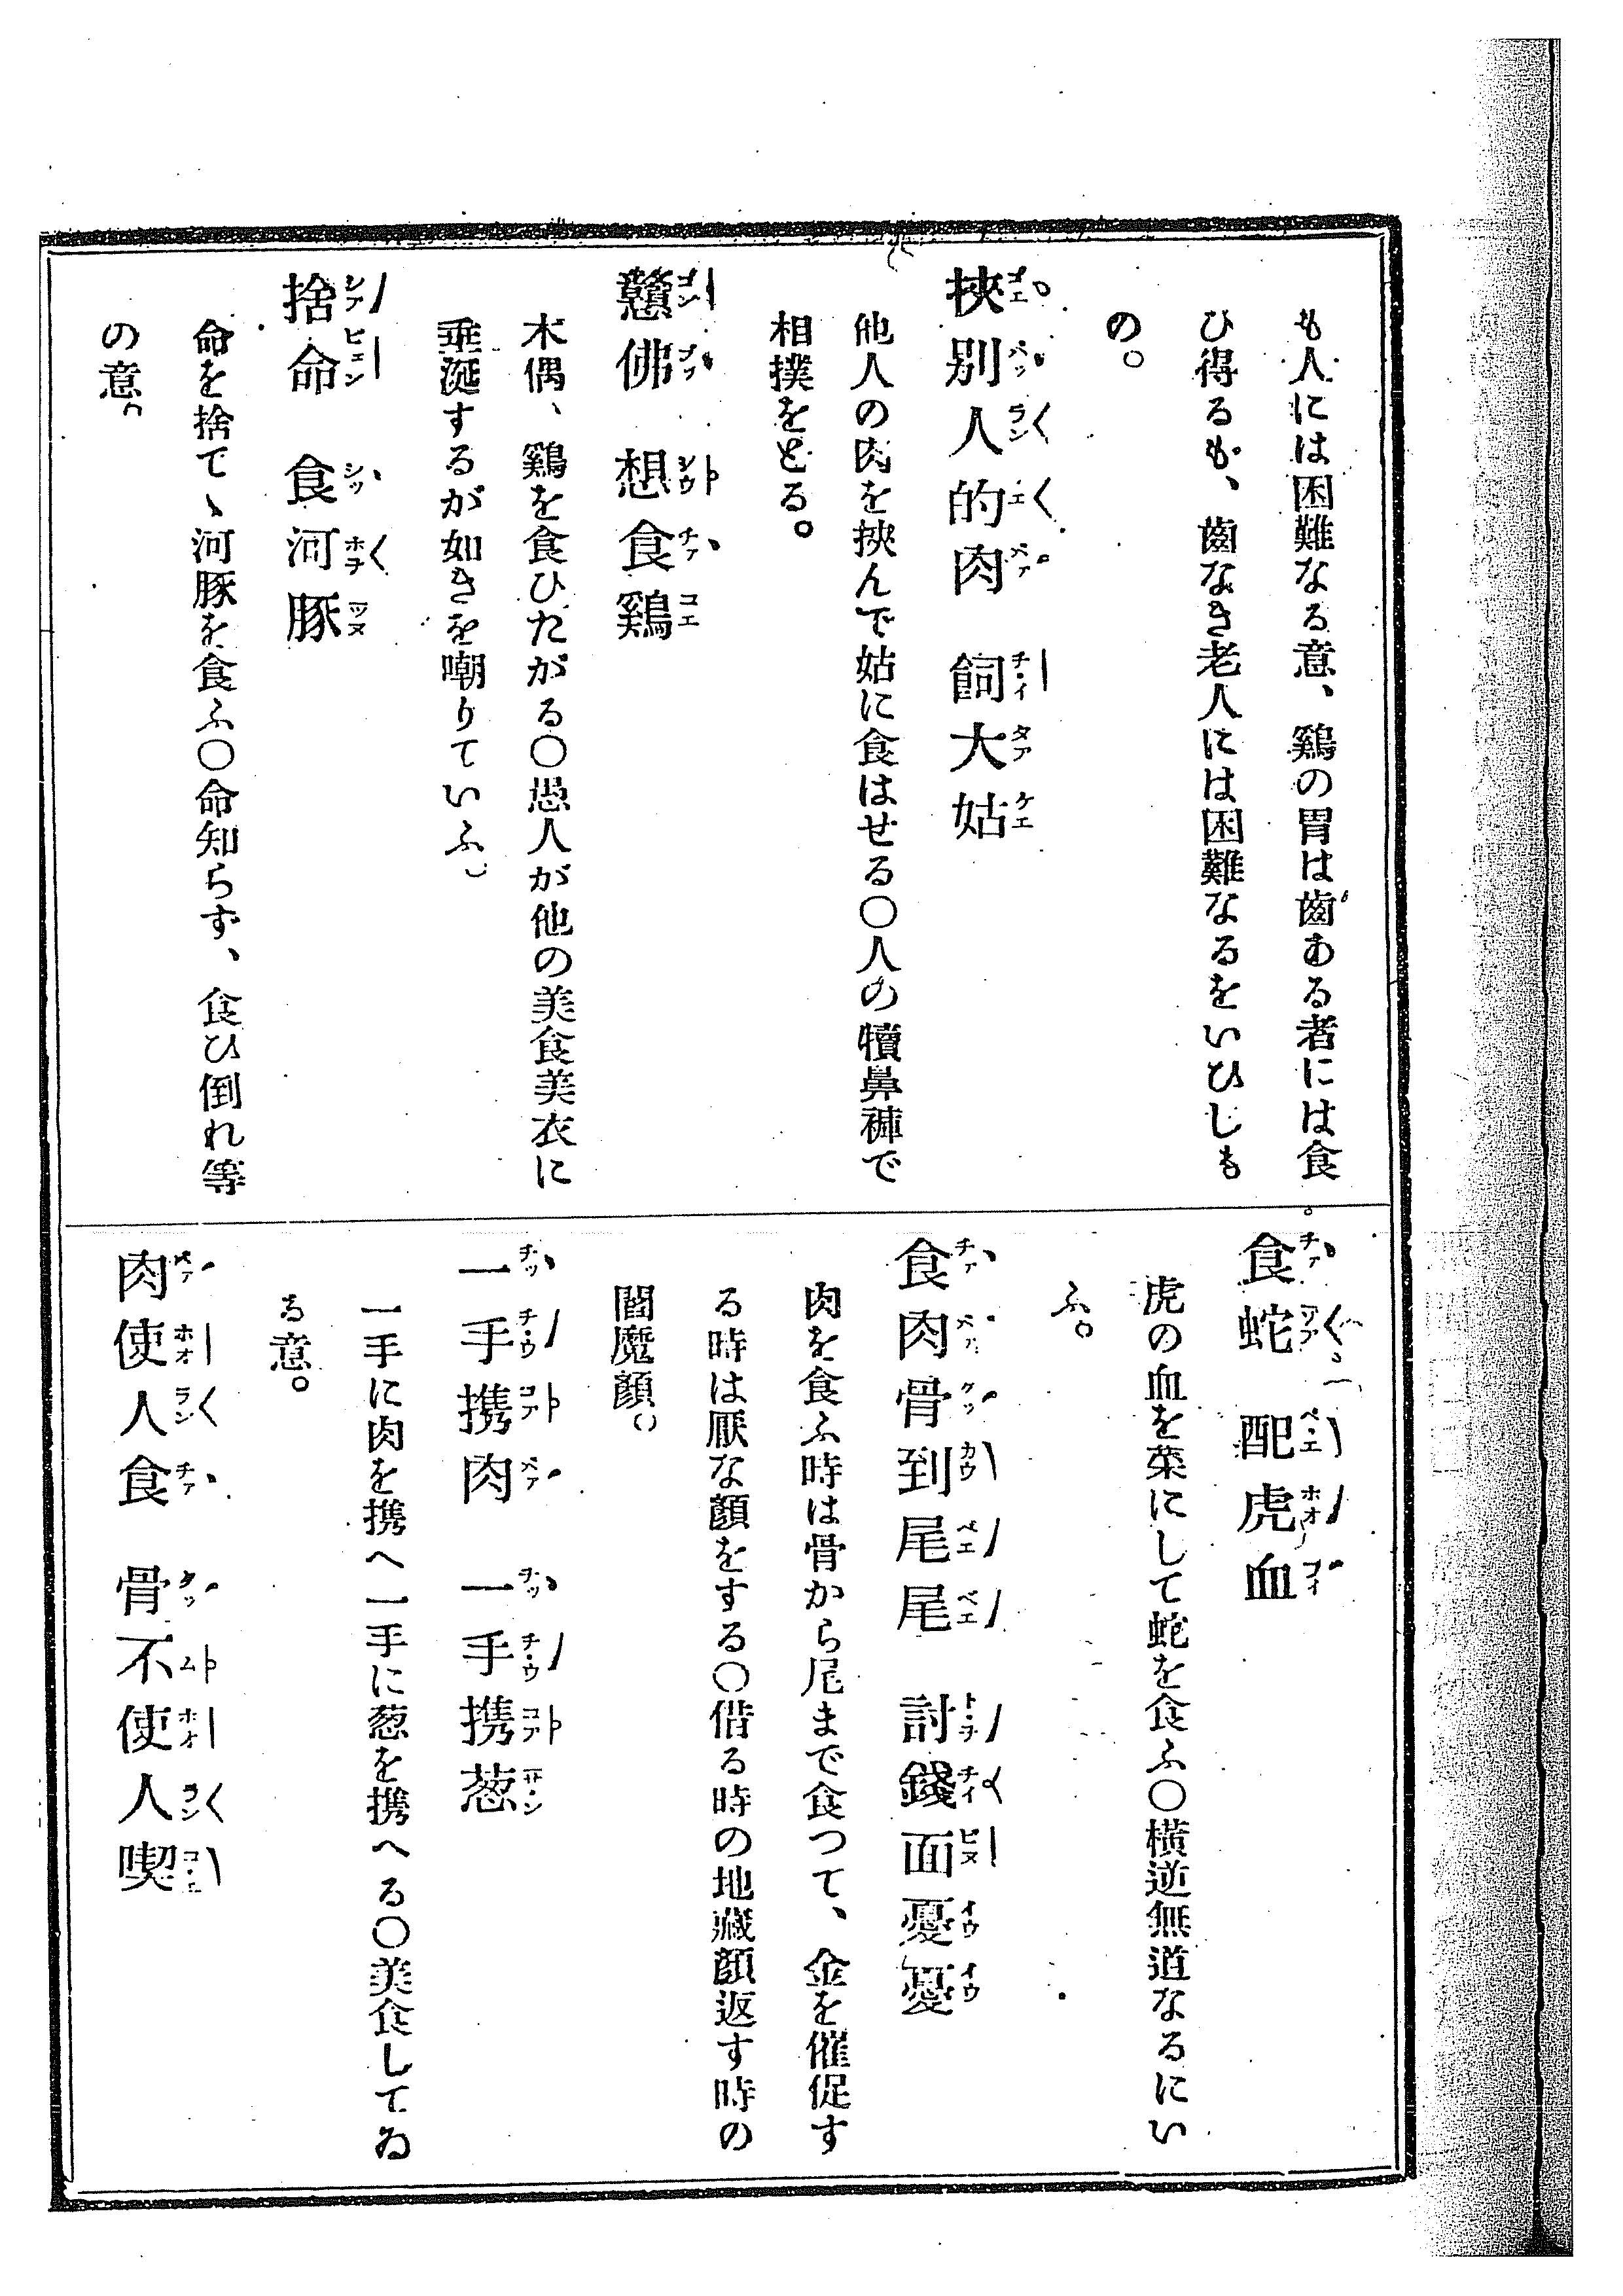 も人には困難なる意、鷄の胃は齒ある者には食
ひ得るも、齒なき老人には困難なるをいひしも
の。
挾別人的肉 飼大姑
他人の肉を挾んで姑に食はせる〇人の犢鼻褌で
相撲をとる。
戇佛 想食鷄
木偶、鷄を食ひたがる〇愚人が他の美食美衣に
垂涎するが如きを嘲りていふ。
捨命 食河豚
命を捨てゝ河豚を食ふ〇命知らず、食ひ倒れ等
の意。
食蛇 配虎血
虎の血を菜にして蛇を食ふ〇橫逆無道なるにい
ふ。
食肉骨到尾尾 討錢面憂憂
肉を食ふ時は骨から尾まで食つて、金を催促す
る時は厭な顏をする〇借る時の地藏顏返す時の
閻魔顏。
一手携肉 一手携葱
一手に肉を携へ一手に葱を携へる〇美食してゐ
る意。
肉使人食 骨不使人喫